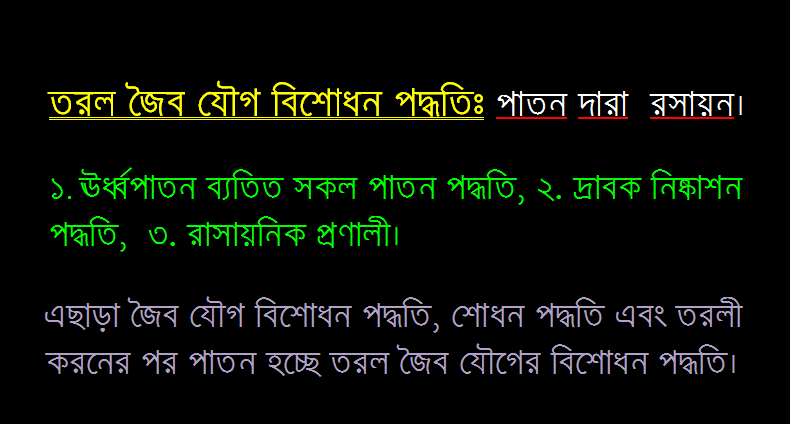 তরল জৈব যৌগ বিশোধন পদ্ধতিঃ পাতন দারা রসায়ন।
১. ঊর্ধ্বপাতন ব্যতিত সকল পাতন পদ্ধতি, ২. দ্রাবক নিষ্কাশন
পদ্ধতি, ৩. রাসায়নিক প্রণালী।
এছাড়া জৈব যৌগ বিশোধন পদ্ধতি, শোধন পদ্ধতি এবং তরলী
করনের পর পাতন হচ্ছে তরল জৈব যৌগের বিশোধন পদ্ধতি।